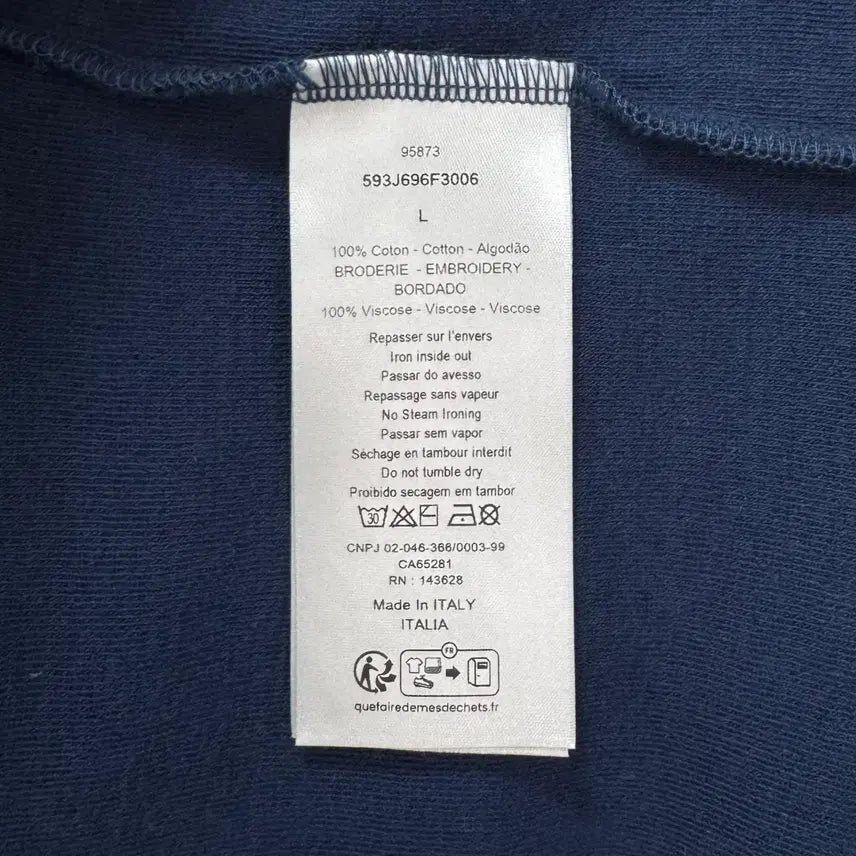 95873
593J696F3006
L
100% Coton - Cotton - Algodão
BRODERIE - EMBROIDERY -
BORDADO
100% Viscose - Viscose - Viscose
Repasser sur l'envers
Iron inside out
Passar do avesso
Repassage sans vapeur
No Steam Ironing
Passar sem vapor
Séchage en tambour interdit
Do not tumble dry
Proibido secagem em tambor
30
CNPJ 02-046-366/0003-99
CA65281
RN : 143628
Made In ITALY
ITALIA
FR
quefairedemesdechets.fr